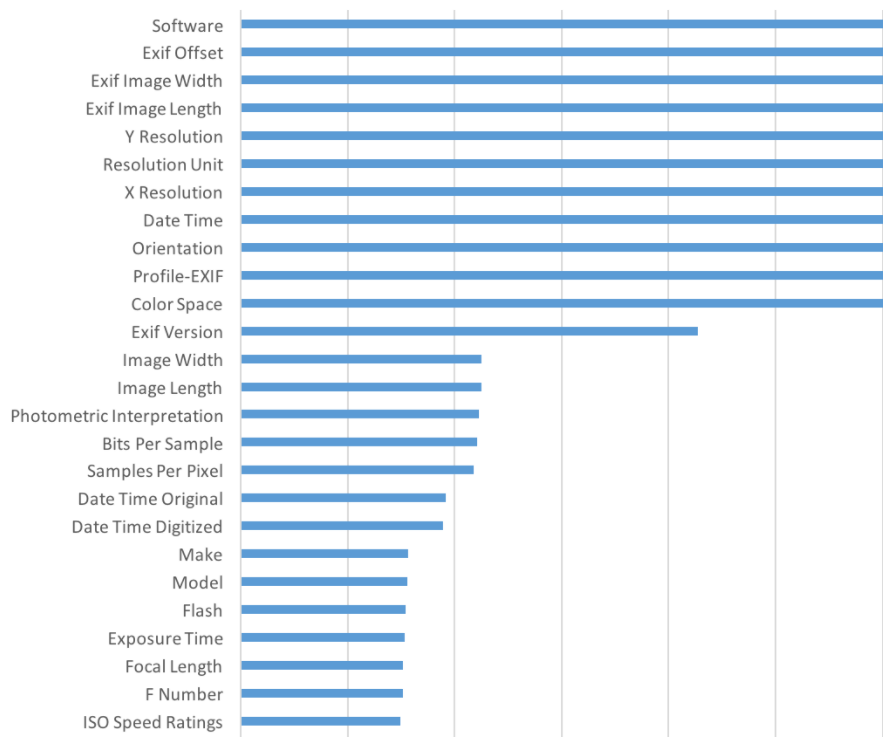 Software
Exif Offset
Exif Image Width
Exif Image Length
Y Resolution
Resolution Unit
X Resolution
Date Time
Orientation
Profile-EXIF
Color Space
Exif Version
Image Width
Image Length
Photometric Interpretation
Bits Per Sample
Samples Per Pixel
Date Time Original
Date Time Digitized
Make
Model
Flash
Exposure Time
Focal Length
F Number
ISO Speed Ratings